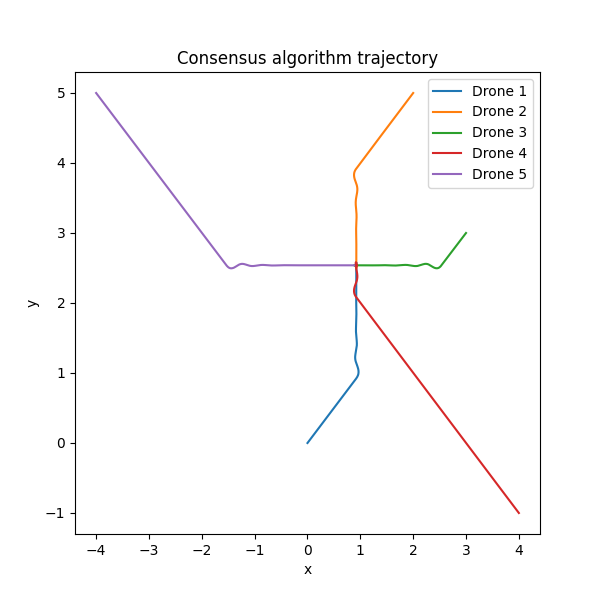 Consensus algorithm trajectory
Drone 1
Drone 2
Drone 3
Drone 4
Drone 5
y
5
4
3
2
1
0
−1
−4
−3
−2
−1
0
1
2
3
4
x